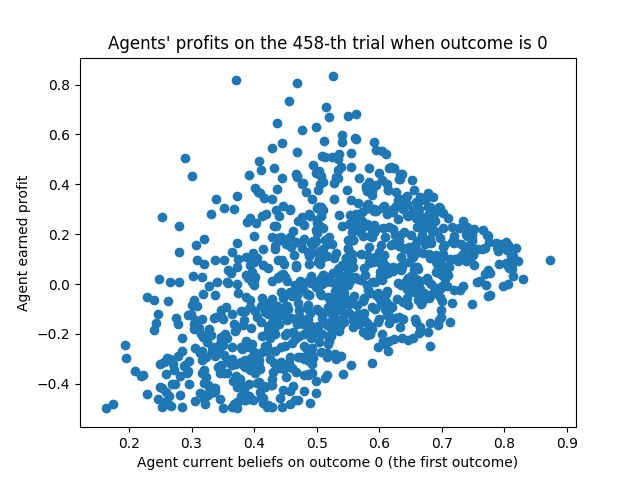 Agents' profits on the 458-th trial when outcome is 0
0.8
0.6
0.4
0.2
0.0
−0.2
−0.4
Agent earned profit
0.2 0.3 0.4 0.5 0.6 0.7 0.8 0.9
Agent current beliefs on outcome 0 (the first outcome)